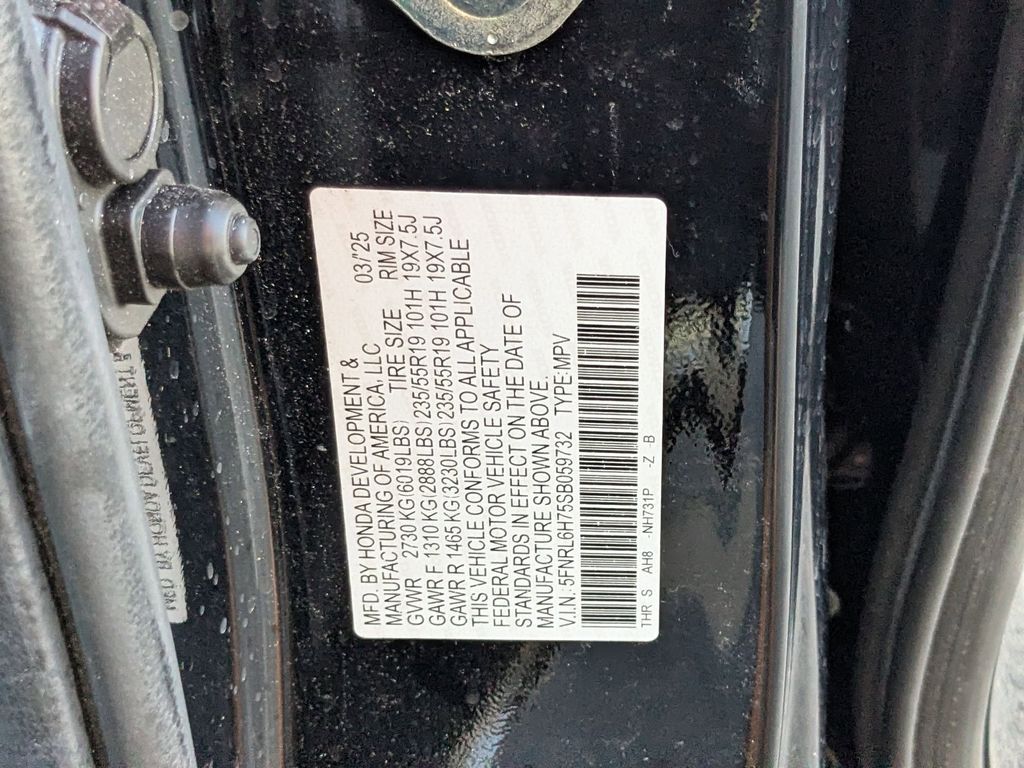 MFD. BY HONDA DEVELOPMENT &
MANUFACTURING OF AMERICA, LLC 03/'25
GVWR 2730 KG(6019LBS) TIRE SIZE RIM SIZE
GAWR F 1310 KG(2888LBS) 235/55R19 101H 19X7.5J
GAWR R 1465 KG(3230LBS) 235/55R19 101H 19X7.5J
THIS VEHICLE CONFORMS TO ALL APPLICABLE
FEDERAL MOTOR VEHICLE SAFETY
STANDARDS IN EFFECT ON THE DATE OF
MANUFACTURE SHOWN ABOVE.
V.I.N.:5FNRL6H75SB059732 TYPE:MPV
THR S AH8 -NH731P -Z -B